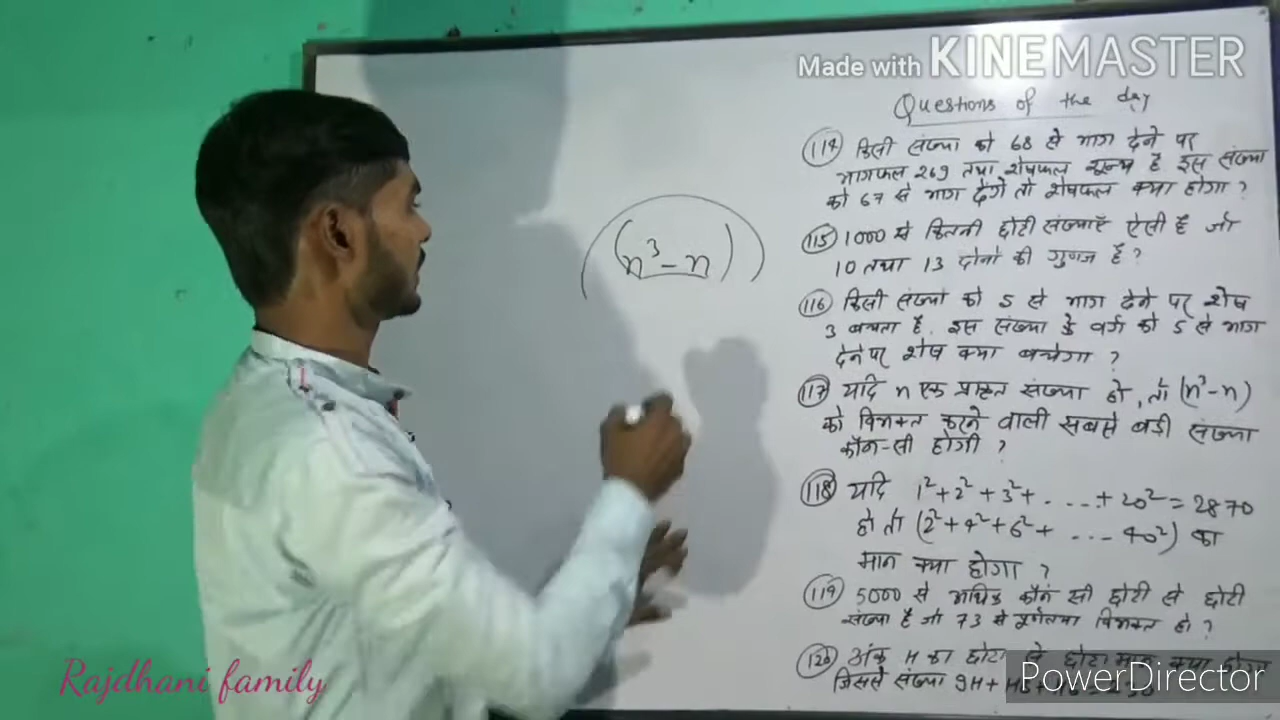 Made with KINEMASTER
Questions of the day
(114) किसी संख्या को 68 से भाग देने पर
भागफल 269 तथा शेषफल शून्य है इस संख्या
को 67 से भाग देंगे तो शेषफल क्या होगा ?
(115) 1000 से कितनी छोटी संख्याएँ ऐसी हैं जो
10 तथा 13 दोनों की गुणज हैं ?
(n³-n)
(116) किसी संख्या को 5 से भाग देने पर शेष
3 बचता है. इस संख्या के वर्ग को 5 से भाग
देने पर शेष क्या बचेगा ?
(117) यदि n एक प्राकृत संख्या हो, तो (n³-n)
को विभक्त करने वाली सबसे बड़ी संख्या
कौन-सी होगी ?
(118) यदि 1²+2²+3²+.....+20²=2870
हो तो (2²+4²+6²+ ...40²) का
मान क्या होगा ?
(119) 5000 से अधिक कौन सी छोटी से छोटी
संख्या है जो 73 से पूर्णतया विभक्त हो ?
(120) अंक H का छोटा से छोटा मान क्या होगा
जिससे संख्या 9H+
PowerDirector
Rajdhani family